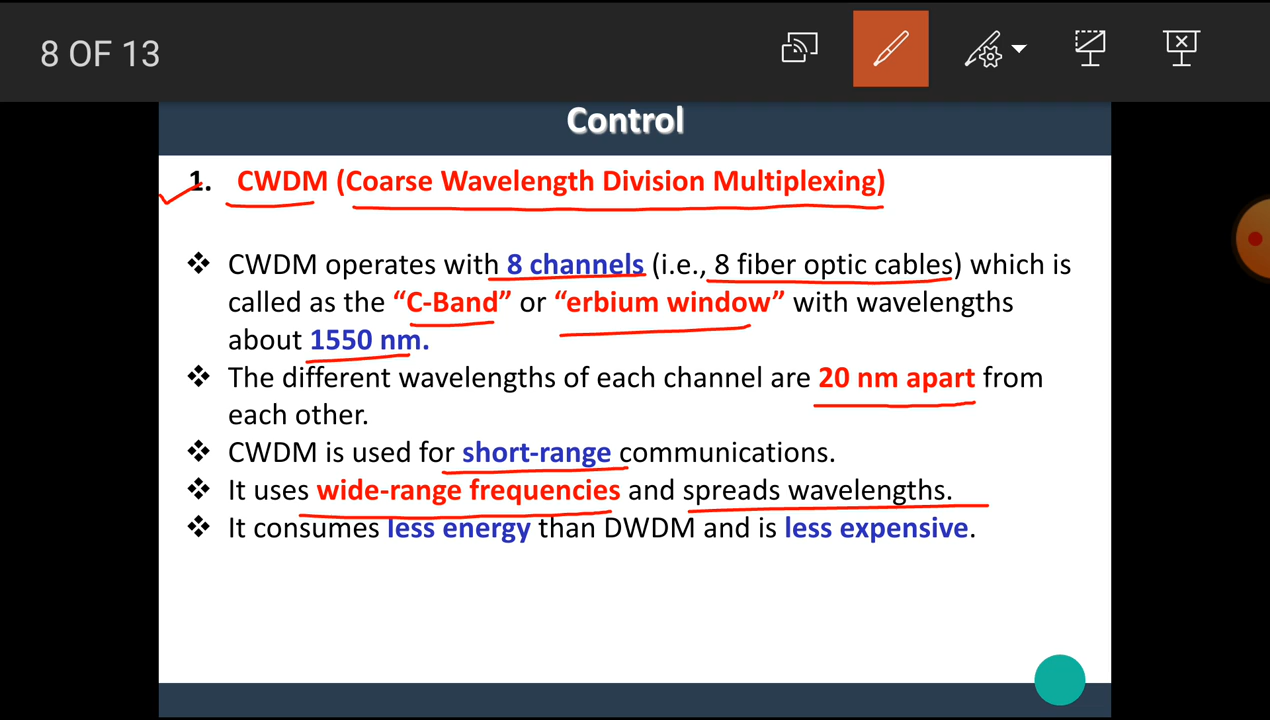 8 OF 13
Control
1. CWDM (Coarse Wavelength Division Multiplexing)
❖ CWDM operates with 8 channels (i.e., 8 fiber optic cables) which is
called as the “C-Band” or “erbium window” with wavelengths
about 1550 nm.
❖ The different wavelengths of each channel are 20 nm apart from
each other.
❖ CWDM is used for short-range communications.
❖ It uses wide-range frequencies and spreads wavelengths.
❖ It consumes less energy than DWDM and is less expensive.